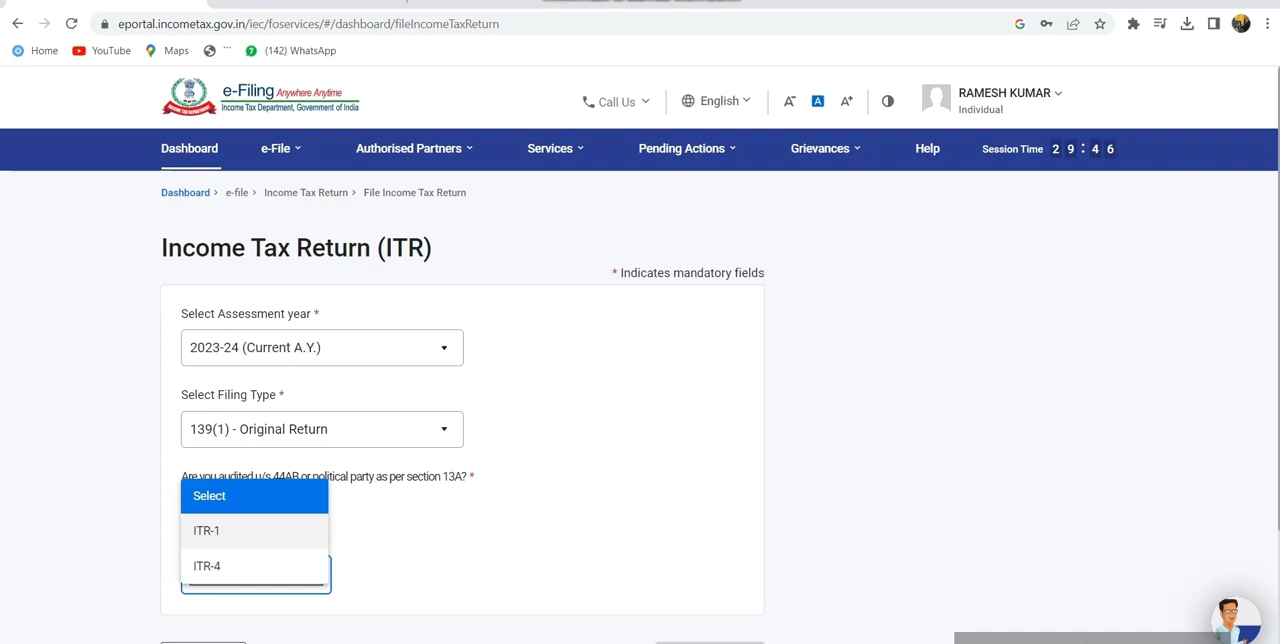 eportal.incometax.gov.in/iec/foservices/#/dashboard/fileIncomeTaxReturn
Home YouTube Maps (142) WhatsApp
e-Filing Anywhere Anytime
Income Tax Department, Government of India
Call Us English A- A A+ RAMESH KUMAR
Individual
Dashboard e-File Authorised Partners Services Pending Actions Grievances Help Session Time 2 9 : 4 6
Dashboard > e-file > Income Tax Return > File Income Tax Return
Income Tax Return (ITR)
* Indicates mandatory fields
Select Assessment year *
2023-24 (Current A.Y.)
Select Filing Type *
139(1) - Original Return
Are you audited u/s 44AB or political party as per section 13A? *
Select
ITR-1
ITR-4